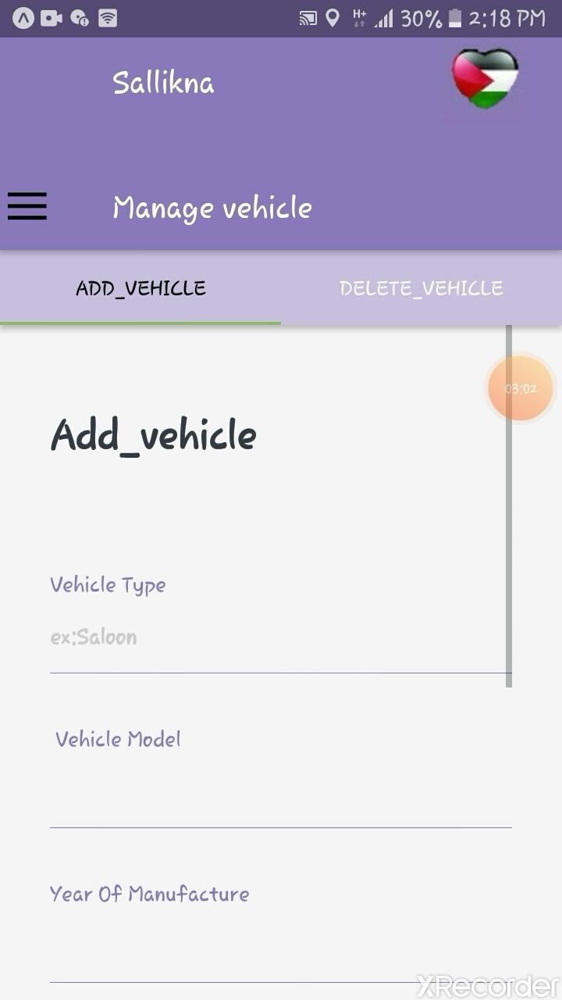 H+ 30% 2:18 PM
Sallikna
Manage vehicle
ADD_VEHICLE DELETE_VEHICLE
03:02
Add_vehicle
Vehicle Type
ex:Saloon
Vehicle Model
Year Of Manufacture
XRecorder